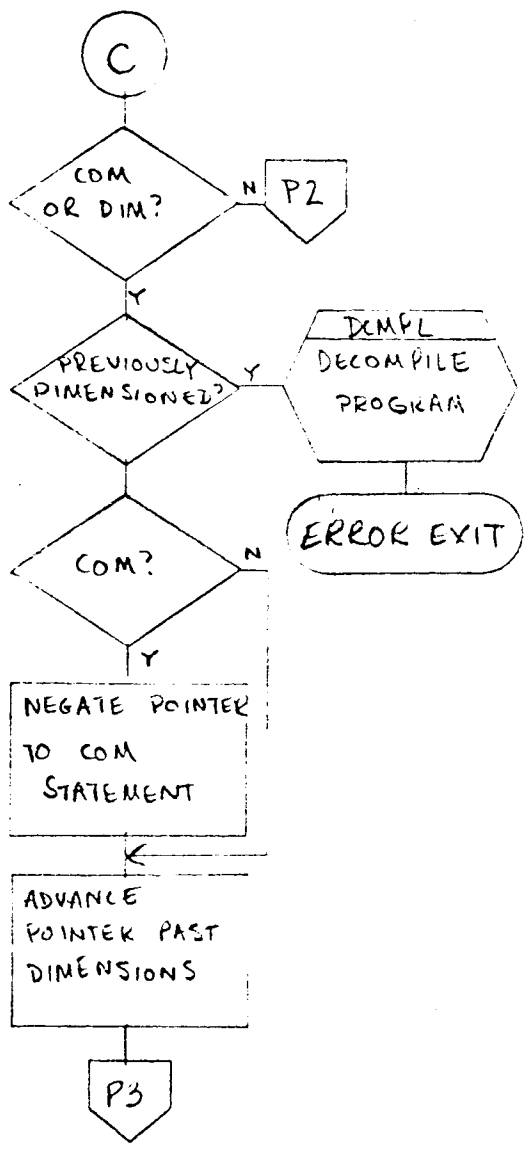 C
COM
OR DIM?
N
P2
Y
PREVIOUSLY
DIMENSIONED?
Y
DCMPL
DECOMPILE
PROGRAM
ERROR EXIT
COM?
N
Y
NEGATE POINTER
TO COM
STATEMENT
ADVANCE
POINTER PAST
DIMENSIONS
P3